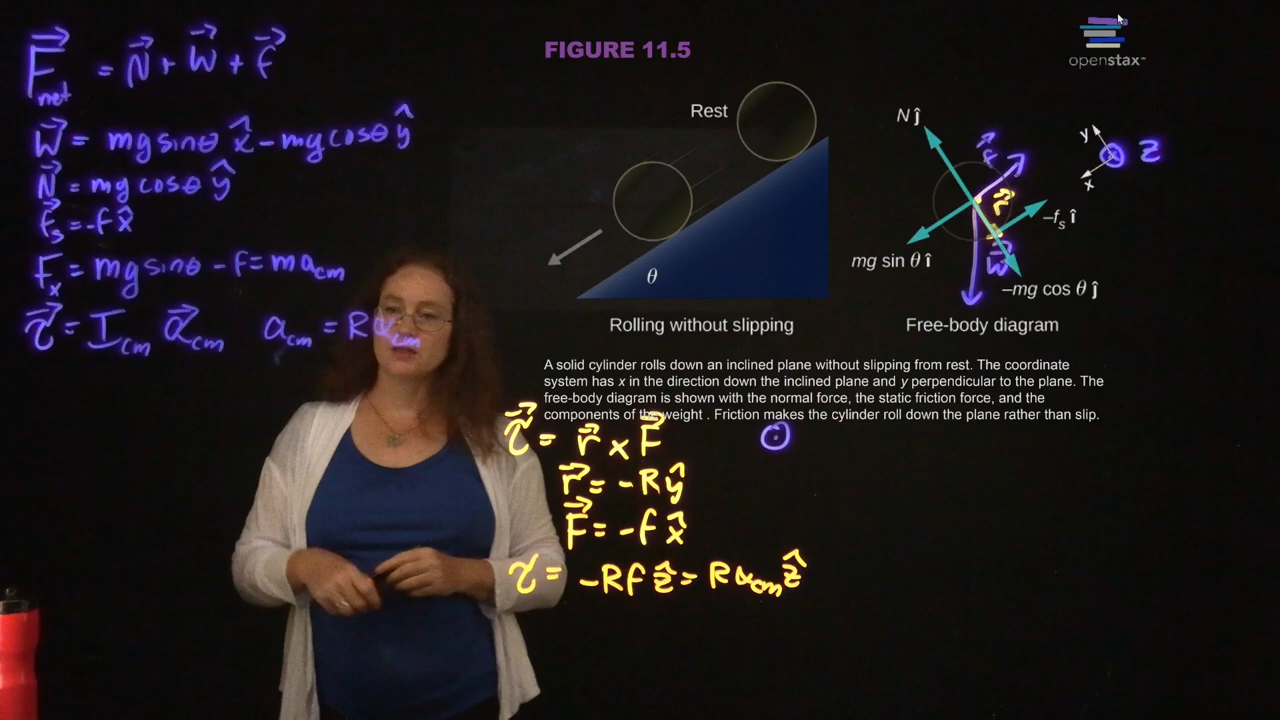 F⃗net = N⃗ + W⃗ + f⃗
W⃗ = mg sinθ x̂ - mg cosθ ŷ
N⃗ = mg cosθ ŷ
f⃗s = -f x̂
Fx = mg sinθ - f = m acm
τ⃗ = Icm α⃗cm acm = R αcm
FIGURE 11.5
openstax™
Rest
θ
Rolling without slipping
N ĵ
f⃗
r⃗
-fs î
mg sin θ î
W⃗
-mg cos θ ĵ
y
x
Z
Free-body diagram
A solid cylinder rolls down an inclined plane without slipping from rest. The coordinate
system has x in the direction down the inclined plane and y perpendicular to the plane. The
free-body diagram is shown with the normal force, the static friction force, and the
components of the weight . Friction makes the cylinder roll down the plane rather than slip.
τ⃗ = r⃗ x F⃗
r⃗ = -R ŷ
F⃗ = -f x̂
τ = -Rf ẑ = R αcm ẑ